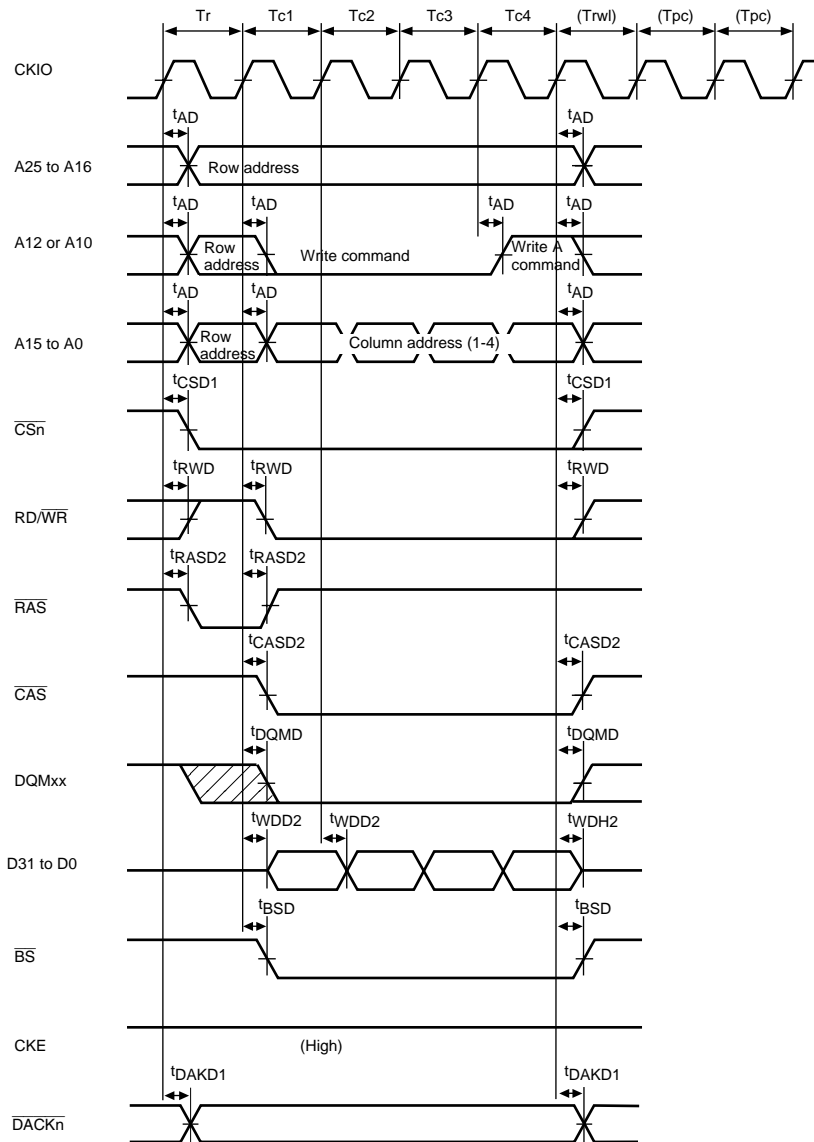 Tr Tc1 Tc2 Tc3 Tc4 (Trwl) (Tpc) (Tpc)
CKIO
tAD tAD
A25 to A16 Row address
tAD tAD tAD tAD
A12 or A10 Row address Write command Write A command
tAD tAD tAD
A15 to A0 Row address Column address (1-4)
tCSD1 tCSD1
CSn
tRWD tRWD tRWD
RD/WR
tRASD2 tRASD2
RAS
tCASD2 tCASD2
CAS
tDQMD tDQMD
DQMxx
tWDD2 tWDD2 tWDH2
D31 to D0
tBSD tBSD
BS
CKE (High)
tDAKD1 tDAKD1
DACKn